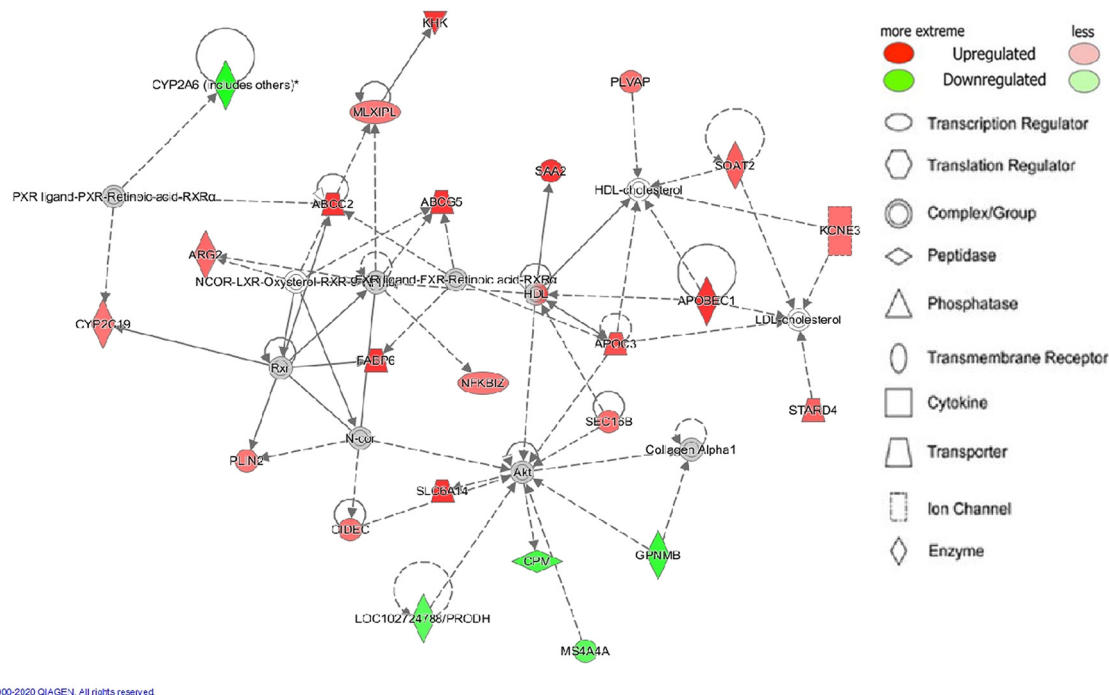 KHK
more extreme less
Upregulated
Downregulated
CYP2A6 (includes others)*
PLVAP
MLXIPL
Transcription Regulator
SOAT2
Translation Regulator
SAA2
HDL-cholesterol
PXR ligand-PXR-Retinoic-acid-RXRα
ABCC2
ABCG5
Complex/Group
KCNE3
ARG2
Peptidase
NCOR-LXR-Oxysterol-RXR-9
FXR ligand-FXR-Retinoic acid-RXRα
HDL
APOBEC1
Phosphatase
CYP2C19
LDL-cholesterol
APOC3
Transmembrane Receptor
Rxr
FABP6
NFKBIZ
Cytokine
STARD4
SEC16B
N-cor
Collagen Alpha1
Transporter
PLIN2
Akt
SLC6A14
Ion Channel
CIDEC
CPM
GPNMB
Enzyme
LOC102724788/PRODH
MS4A4A
000-2020 QIAGEN. All rights reserved.